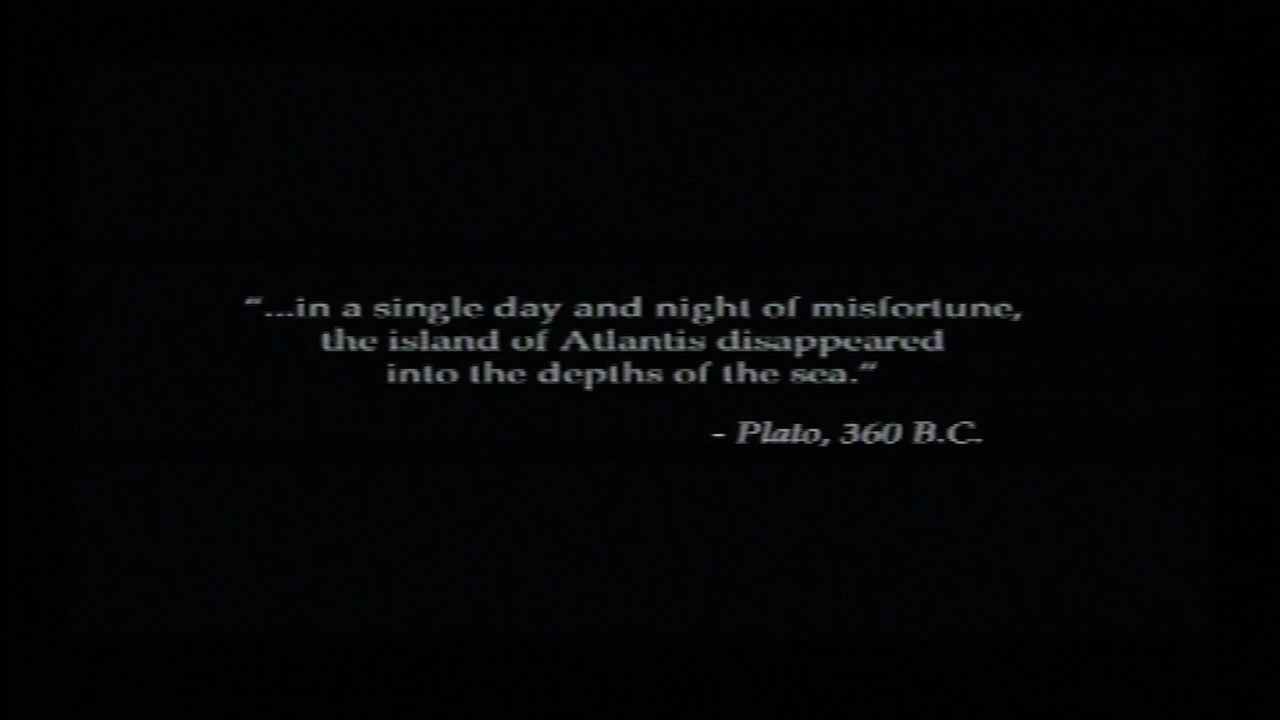 “...in a single day and night of misfortune,
the island of Atlantis disappeared
into the depths of the sea.”
- Plato, 360 B.C.